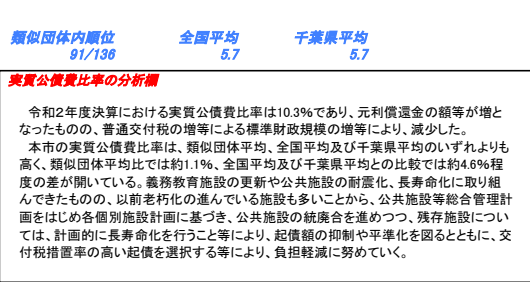 類似団体内順位 全国平均 千葉県平均
91/136 5.7 5.7
実質公債費比率の分析欄
令和２年度決算における実質公債費比率は10.3％であり、元利償還金の額等が増と
なったものの、普通交付税の増等による標準財政規模の増等により、減少した。
本市の実質公債費比率は、類似団体平均、全国平均及び千葉県平均のいずれよりも
高く、類似団体平均比では約1.1％、全国平均及び千葉県平均との比較では約4.6％程
度の差が開いている。義務教育施設の更新や公共施設の耐震化、長寿命化に取り組
んできたものの、以前老朽化の進んでいる施設も多いことから、公共施設等総合管理計
画をはじめ各個別施設計画に基づき、公共施設の統廃合を進めつつ、残存施設につい
ては、計画的に長寿命化を行うこと等により、起債額の抑制や平準化を図るとともに、交
付税措置率の高い起債を選択する等により、負担軽減に努めていく。